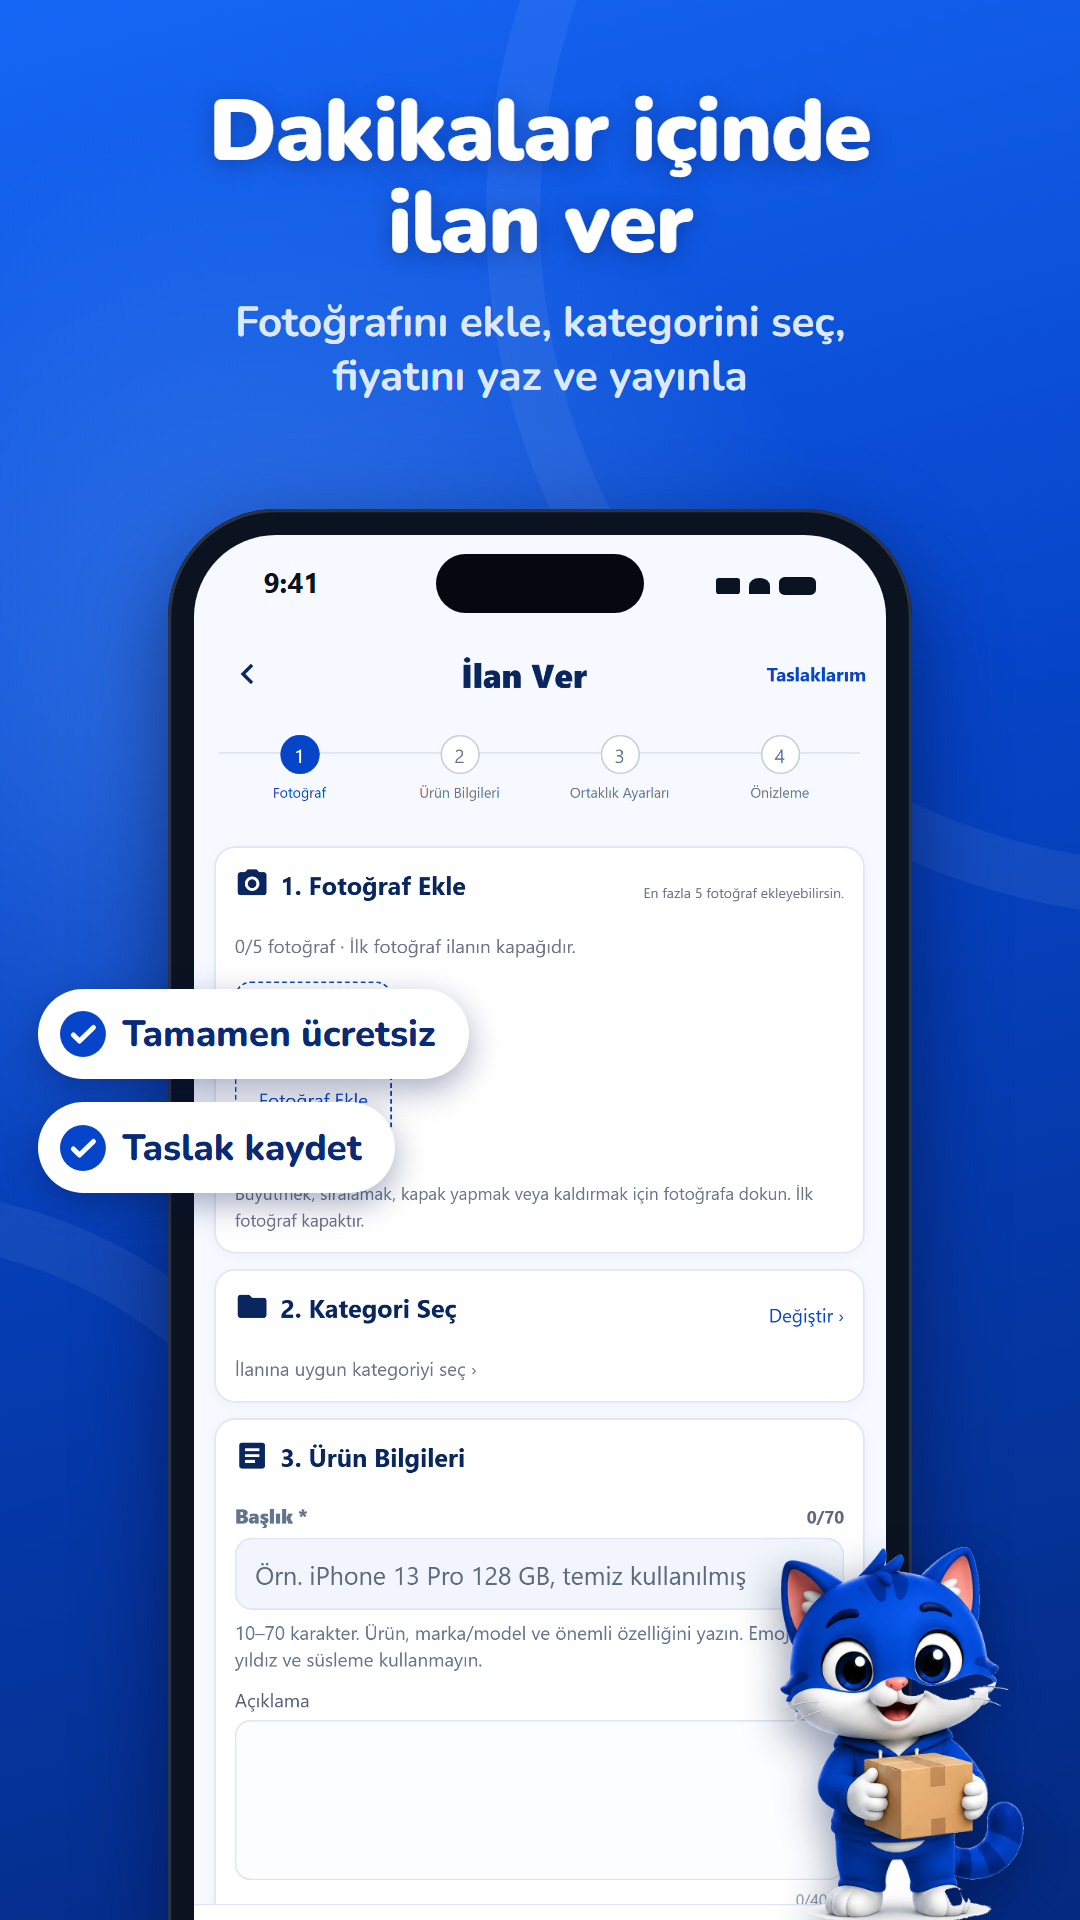 Dakikalar içinde
ilan ver
Fotoğrafını ekle, kategorini seç,
fiyatını yaz ve yayınla
9:41
İlan Ver
Taslaklarım
1
2
3
4
Fotoğraf
Ürün Bilgileri
Ortaklık Ayarları
Önizleme
1. Fotoğraf Ekle
En fazla 5 fotoğraf ekleyebilirsin.
0/5 fotoğraf · İlk fotoğraf ilanın kapağıdır.
Tamamen ücretsiz
Fotoğraf Ekle
Taslak kaydet
Büyütmek, sıralamak, kapak yapmak veya kaldırmak için fotoğrafa dokun. İlk
fotoğraf kapaktır.
2. Kategori Seç
Değiştir ›
İlanına uygun kategoriyi seç ›
3. Ürün Bilgileri
Başlık *
0/70
Örn. iPhone 13 Pro 128 GB, temiz kullanılmış
10–70 karakter. Ürün, marka/model ve önemli özelliğini yazın.
yıldız ve süsleme kullanmayın.
Açıklama